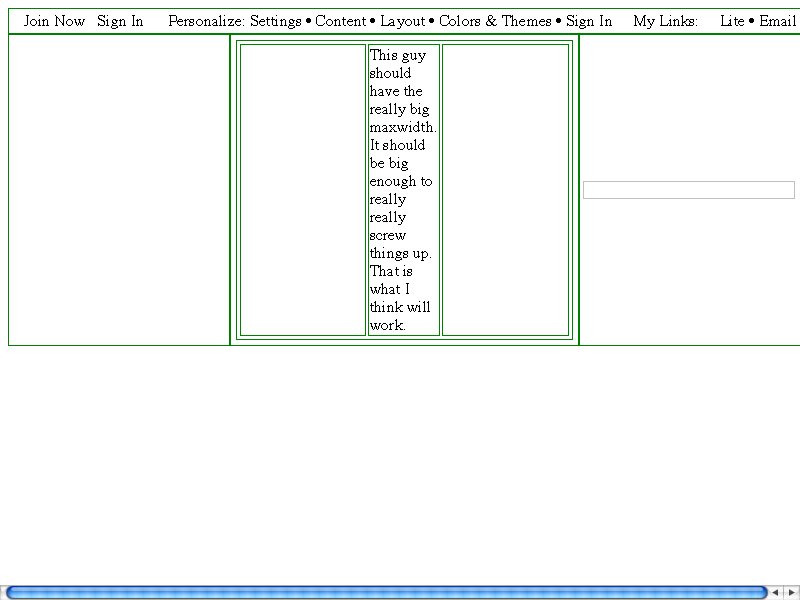 Join Now Sign In Personalize: Settings • Content • Layout • Colors & Themes • Sign In My Links: Lite • Email
This guy
should
have the
really big
maxwidth.
It should
be big
enough to
really
really
screw
things up.
That is
what I
think will
work.